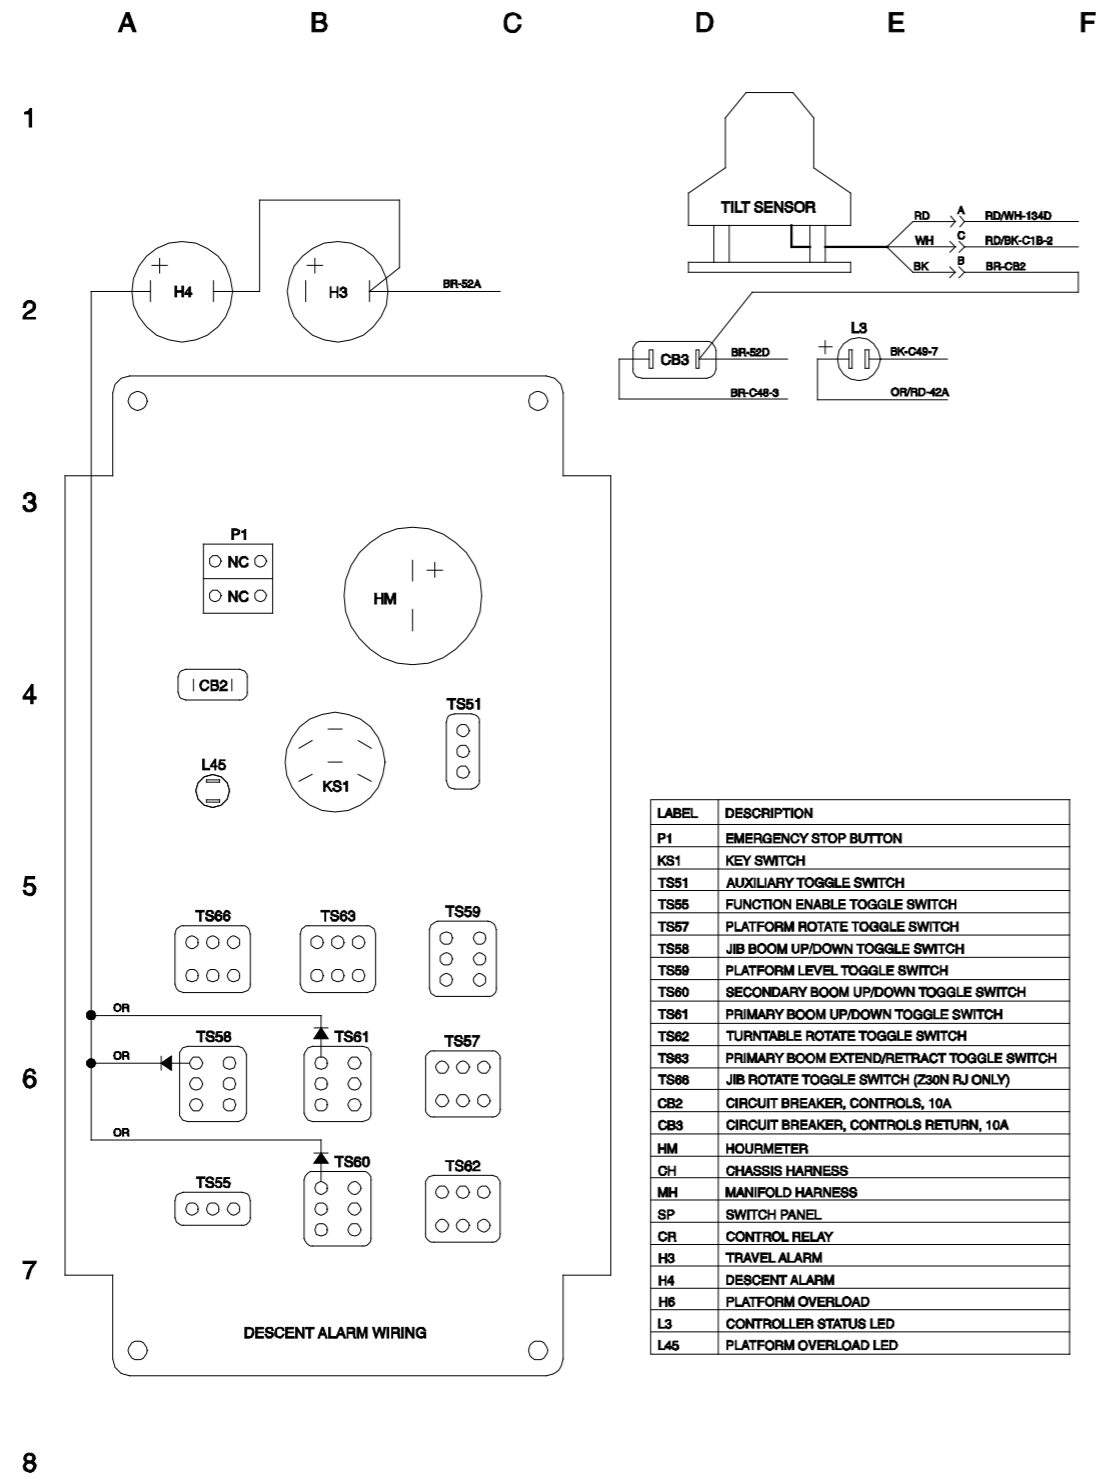 A B C D E F
1
TILT SENSOR
RD A RD/WH-134D
WH C RD/BK-C1B-2
BK B BR-CB2
2
+ H4
+ H3
BR-52A
CB3
BR-52D
BR-C48-3
L3
+
BK-C49-7
OR/RD-42A
3
P1
NC
NC
HM +
4
CB2
TS51
L45
KS1
5
TS66 TS63 TS59
OR
TS58 TS61 TS57
OR
6
OR
TS60 TS62
TS55
7
DESCENT ALARM WIRING
8
LABEL DESCRIPTION
P1 EMERGENCY STOP BUTTON
KS1 KEY SWITCH
TS51 AUXILIARY TOGGLE SWITCH
TS55 FUNCTION ENABLE TOGGLE SWITCH
TS57 PLATFORM ROTATE TOGGLE SWITCH
TS58 JIB BOOM UP/DOWN TOGGLE SWITCH
TS59 PLATFORM LEVEL TOGGLE SWITCH
TS60 SECONDARY BOOM UP/DOWN TOGGLE SWITCH
TS61 PRIMARY BOOM UP/DOWN TOGGLE SWITCH
TS62 TURNTABLE ROTATE TOGGLE SWITCH
TS63 PRIMARY BOOM EXTEND/RETRACT TOGGLE SWITCH
TS66 JIB ROTATE TOGGLE SWITCH (Z30N RJ ONLY)
CB2 CIRCUIT BREAKER, CONTROLS, 10A
CB3 CIRCUIT BREAKER, CONTROLS RETURN, 10A
HM HOURMETER
CH CHASSIS HARNESS
MH MANIFOLD HARNESS
SP SWITCH PANEL
CR CONTROL RELAY
H3 TRAVEL ALARM
H4 DESCENT ALARM
H6 PLATFORM OVERLOAD
L3 CONTROLLER STATUS LED
L45 PLATFORM OVERLOAD LED